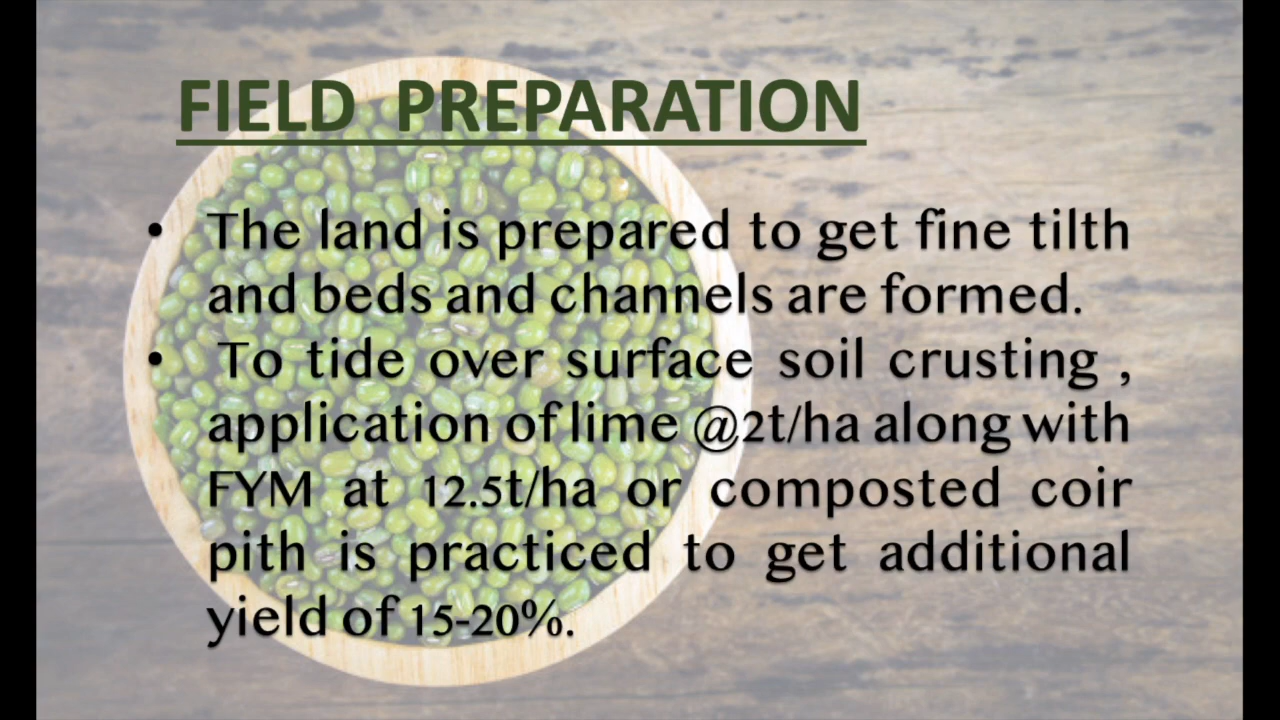 FIELD PREPARATION
• The land is prepared to get fine tilth
and beds and channels are formed.
• To tide over surface soil crusting ,
application of lime @2t/ha along with
FYM at 12.5t/ha or composted coir
pith is practiced to get additional
yield of 15-20%.